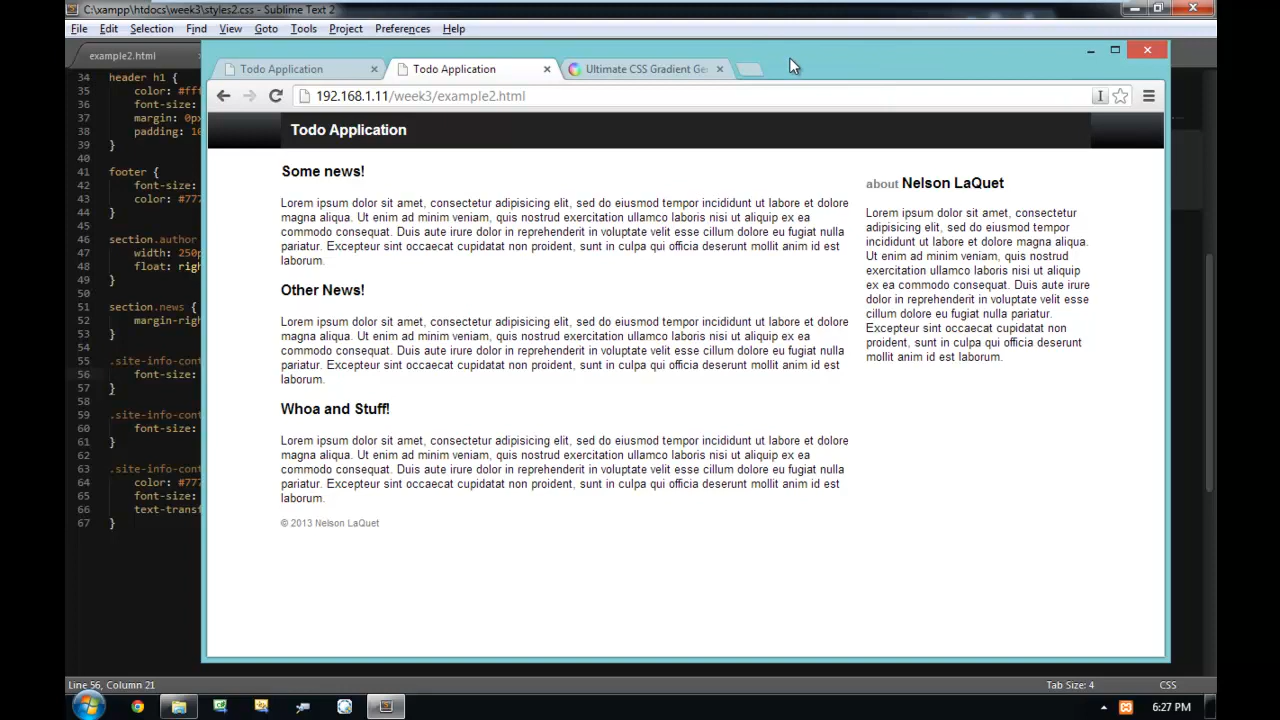 C:\xampp\htdocs\week3\styles2.css - Sublime Text 2
File Edit Selection Find View Goto Tools Project Preferences Help
example2.html
Todo Application
Todo Application
Ultimate CSS Gradient Ge
192.168.1.11/week3/example2.html
34 header h1 {
35 color: #fff
36 font-size:
37 margin: 0px
38 padding: 10
39 }
40
41 footer {
42 font-size:
43 color: #777
44 }
45
46 section.author
47 width: 250p
48 float: righ
49 }
50
51 section.news {
52 margin-righ
53 }
54
55 .site-info-cont
56 font-size:
57 }
58
59 .site-info-cont
60 font-size:
61 }
62
63 .site-info-cont
64 color: #777
65 font-size:
66 text-transf
67 }
Todo Application
Some news!
Lorem ipsum dolor sit amet, consectetur adipisicing elit, sed do eiusmod tempor incididunt ut labore et dolore
magna aliqua. Ut enim ad minim veniam, quis nostrud exercitation ullamco laboris nisi ut aliquip ex ea
commodo consequat. Duis aute irure dolor in reprehenderit in voluptate velit esse cillum dolore eu fugiat nulla
pariatur. Excepteur sint occaecat cupidatat non proident, sunt in culpa qui officia deserunt mollit anim id est
laborum.
Other News!
Lorem ipsum dolor sit amet, consectetur adipisicing elit, sed do eiusmod tempor incididunt ut labore et dolore
magna aliqua. Ut enim ad minim veniam, quis nostrud exercitation ullamco laboris nisi ut aliquip ex ea
commodo consequat. Duis aute irure dolor in reprehenderit in voluptate velit esse cillum dolore eu fugiat nulla
pariatur. Excepteur sint occaecat cupidatat non proident, sunt in culpa qui officia deserunt mollit anim id est
laborum.
Whoa and Stuff!
Lorem ipsum dolor sit amet, consectetur adipisicing elit, sed do eiusmod tempor incididunt ut labore et dolore
magna aliqua. Ut enim ad minim veniam, quis nostrud exercitation ullamco laboris nisi ut aliquip ex ea
commodo consequat. Duis aute irure dolor in reprehenderit in voluptate velit esse cillum dolore eu fugiat nulla
pariatur. Excepteur sint occaecat cupidatat non proident, sunt in culpa qui officia deserunt mollit anim id est
laborum.
© 2013 Nelson LaQuet
about Nelson LaQuet
Lorem ipsum dolor sit amet, consectetur
adipisicing elit, sed do eiusmod tempor
incididunt ut labore et dolore magna aliqua.
Ut enim ad minim veniam, quis nostrud
exercitation ullamco laboris nisi ut aliquip
ex ea commodo consequat. Duis aute irure
dolor in reprehenderit in voluptate velit esse
cillum dolore eu fugiat nulla pariatur.
Excepteur sint occaecat cupidatat non
proident, sunt in culpa qui officia deserunt
mollit anim id est laborum.
Line 56, Column 21
Tab Size: 4
CSS
6:27 PM